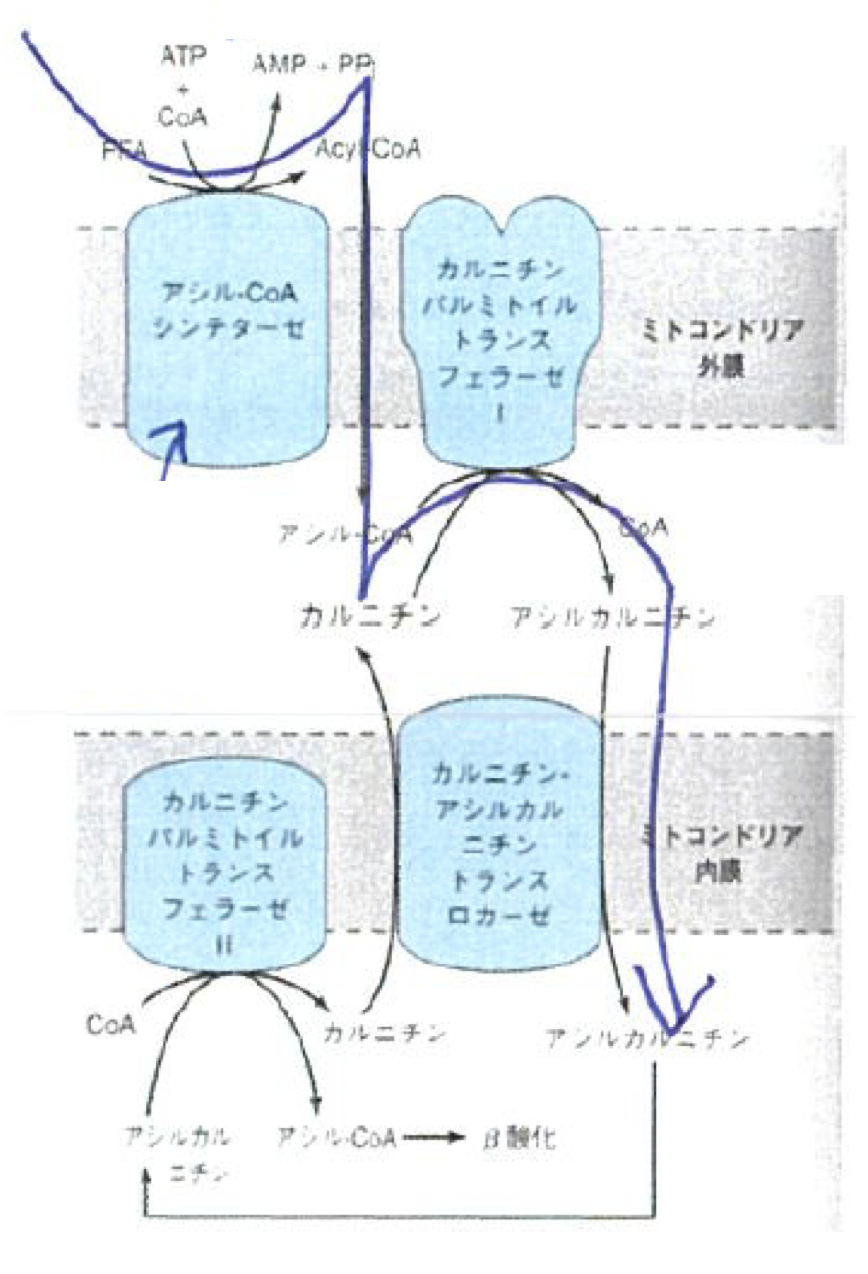 ATP
+
CoA
AMP + PPi
FFA
Acyl-CoA
アシル-CoA
シンテターゼ
カルニチン
パルミトイル
トランス
フェラーゼ
I
ミトコンドリア
外膜
アシル-CoA
CoA
カルニチン
アシルカルニチン
カルニチン
パルミトイル
トランス
フェラーゼ
II
カルニチン-
アシルカル
ニチン
トランス
ロカーゼ
ミトコンドリア
内膜
CoA
カルニチン
アシルカルニチン
アシルカル
ニチン
アシル-CoA
β酸化